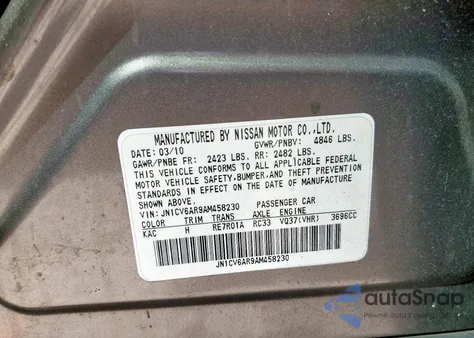 MANUFACTURED BY NISSAN MOTOR CO.,LTD.
DATE: 03/10 GVWR/PNBV: 4846 LBS.
GAWR/PNBE FR: 2423 LBS. RR: 2482 LBS.
THIS VEHICLE CONFORMS TO ALL APPLICABLE FEDERAL
MOTOR VEHICLE SAFETY, BUMPER, AND THEFT PREVENTION
STANDARDS IN EFFECT ON THE DATE OF MANUFACTURE
SHOWN ABOVE.
VIN: JN1CV6AR9AM458230 PASSENGER CAR
COLOR TRIM TRANS AXLE ENGINE
KAC H RE7R01A RC33 VQ37(VHR) 3696CC
JN1CV6AR9AM458230
autoSnap